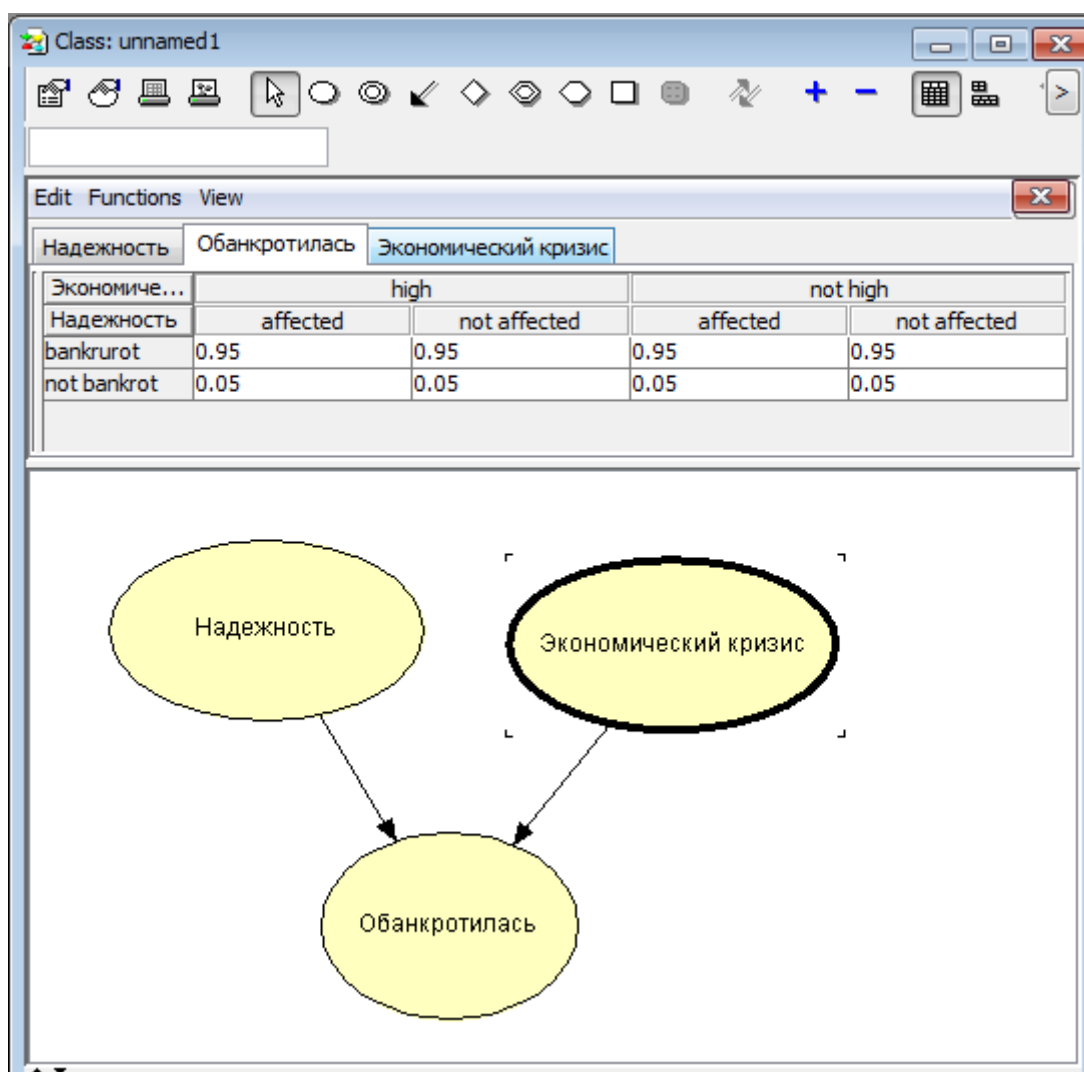 Class: unnamed1
Edit Functions View
Надежность Обанкротилась Экономический кризис
Экономиче... high not high
Надежность affected not affected affected not affected
bankrurot 0.95 0.95 0.95 0.95
not bankrot 0.05 0.05 0.05 0.05
Надежность
Экономический кризис
Обанкротилась